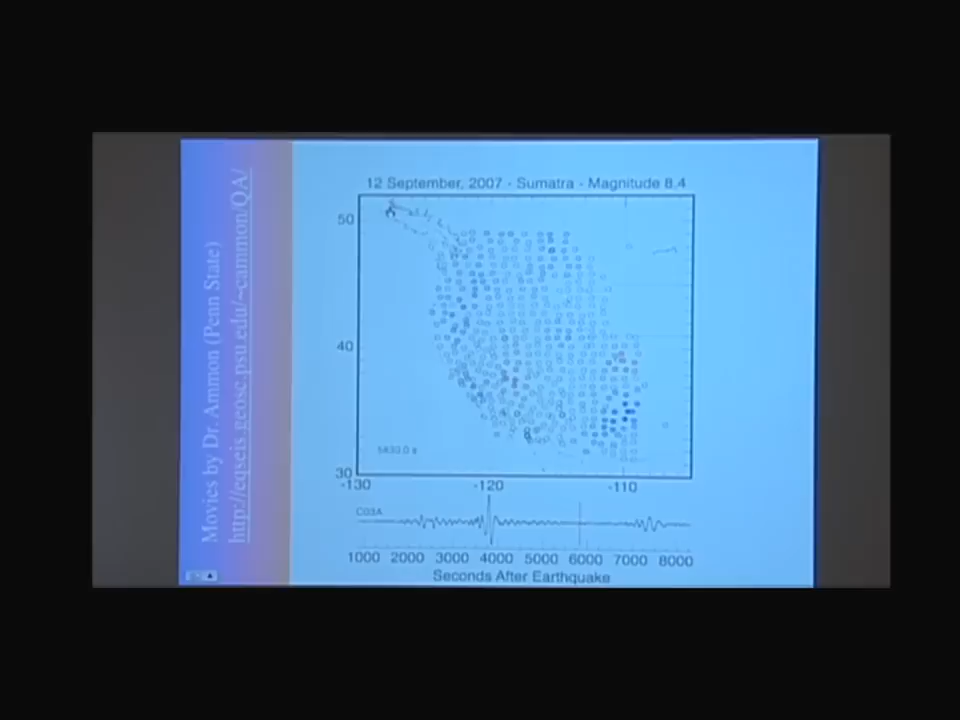 Movies by Dr. Ammon (Penn State)
http://eqseis.geosc.psu.edu/~cammon/QA/
12 September, 2007 - Sumatra - Magnitude 8.4
50
40
30
-130 -120 -110
C03A
1000 2000 3000 4000 5000 6000 7000 8000
Seconds After Earthquake